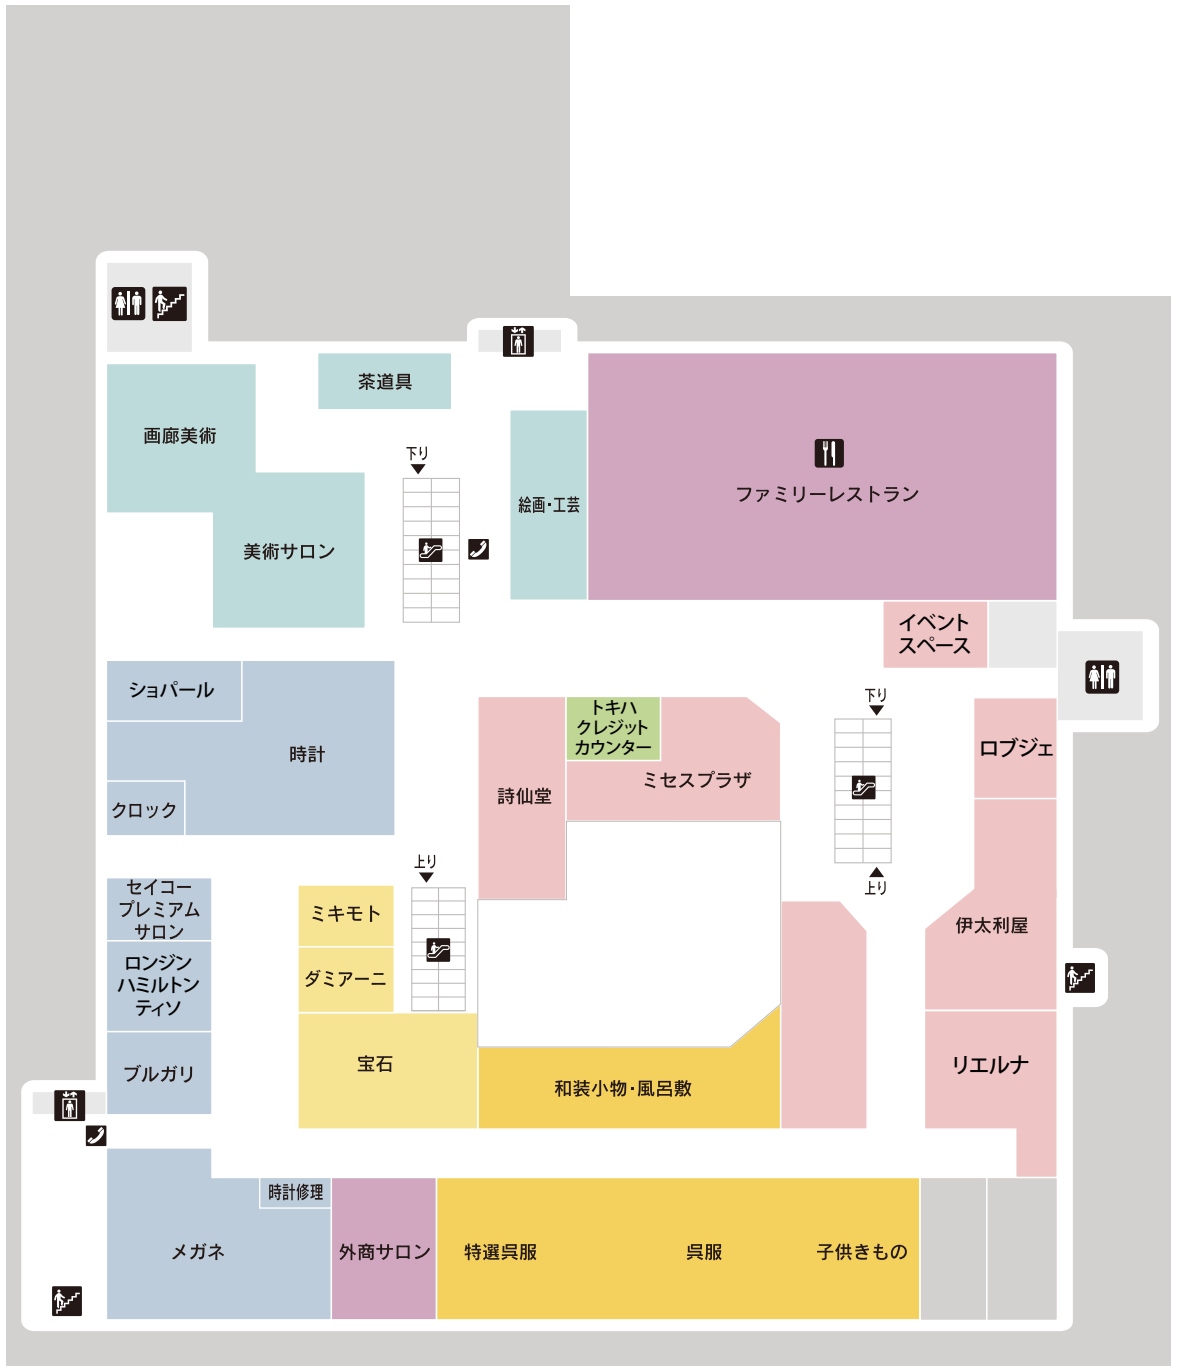 茶道具
画廊美術
下り
ファミリーレストラン
絵画・工芸
美術サロン
イベント
スペース
ショパール
下り
トキハ
クレジット
カウンター
ロブジェ
時計
ミセスプラザ
詩仙堂
クロック
上り
上り
セイコー
プレミアム
サロン
ミキモト
伊太利屋
ロンジン
ハミルトン
ティソ
ダミアーニ
宝石
リエルナ
ブルガリ
和装小物・風呂敷
時計修理
メガネ
外商サロン
特選呉服
呉服
子供きもの